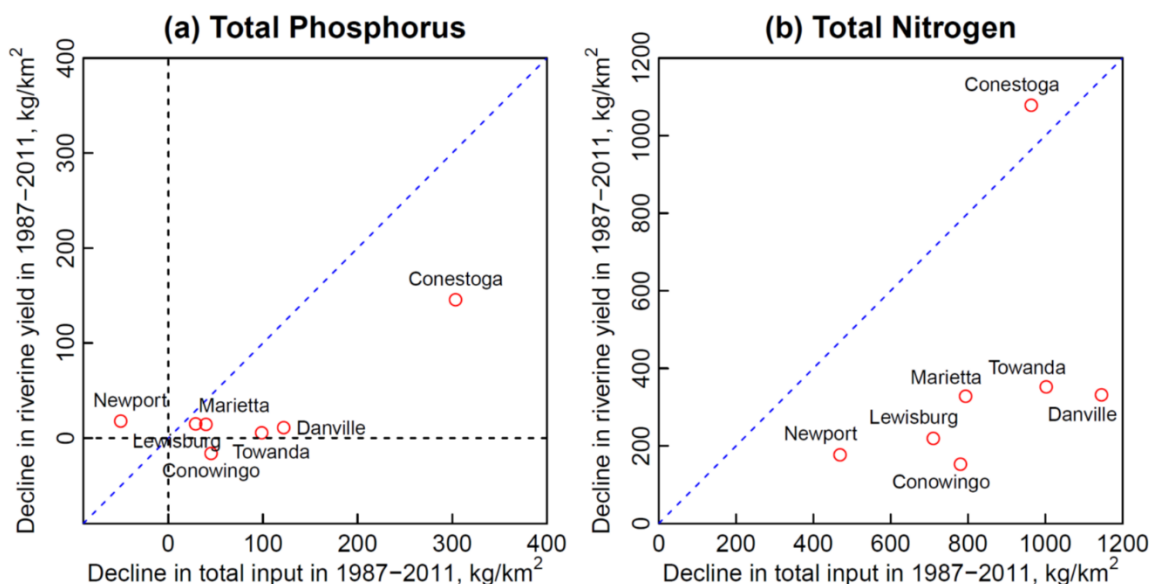 (a) Total Phosphorus
Decline in riverine yield in 1987−2011, kg/km²
400
300
200
100
0
Conestoga
Newport
Marietta
Lewisburg
Danville
Towanda
Conowingo
0 100 200 300 400
Decline in total input in 1987−2011, kg/km²
(b) Total Nitrogen
Decline in riverine yield in 1987−2011, kg/km²
1200
1000
800
600
400
200
0
Conestoga
Towanda
Marietta
Danville
Lewisburg
Newport
Conowingo
0 200 400 600 800 1000 1200
Decline in total input in 1987−2011, kg/km²